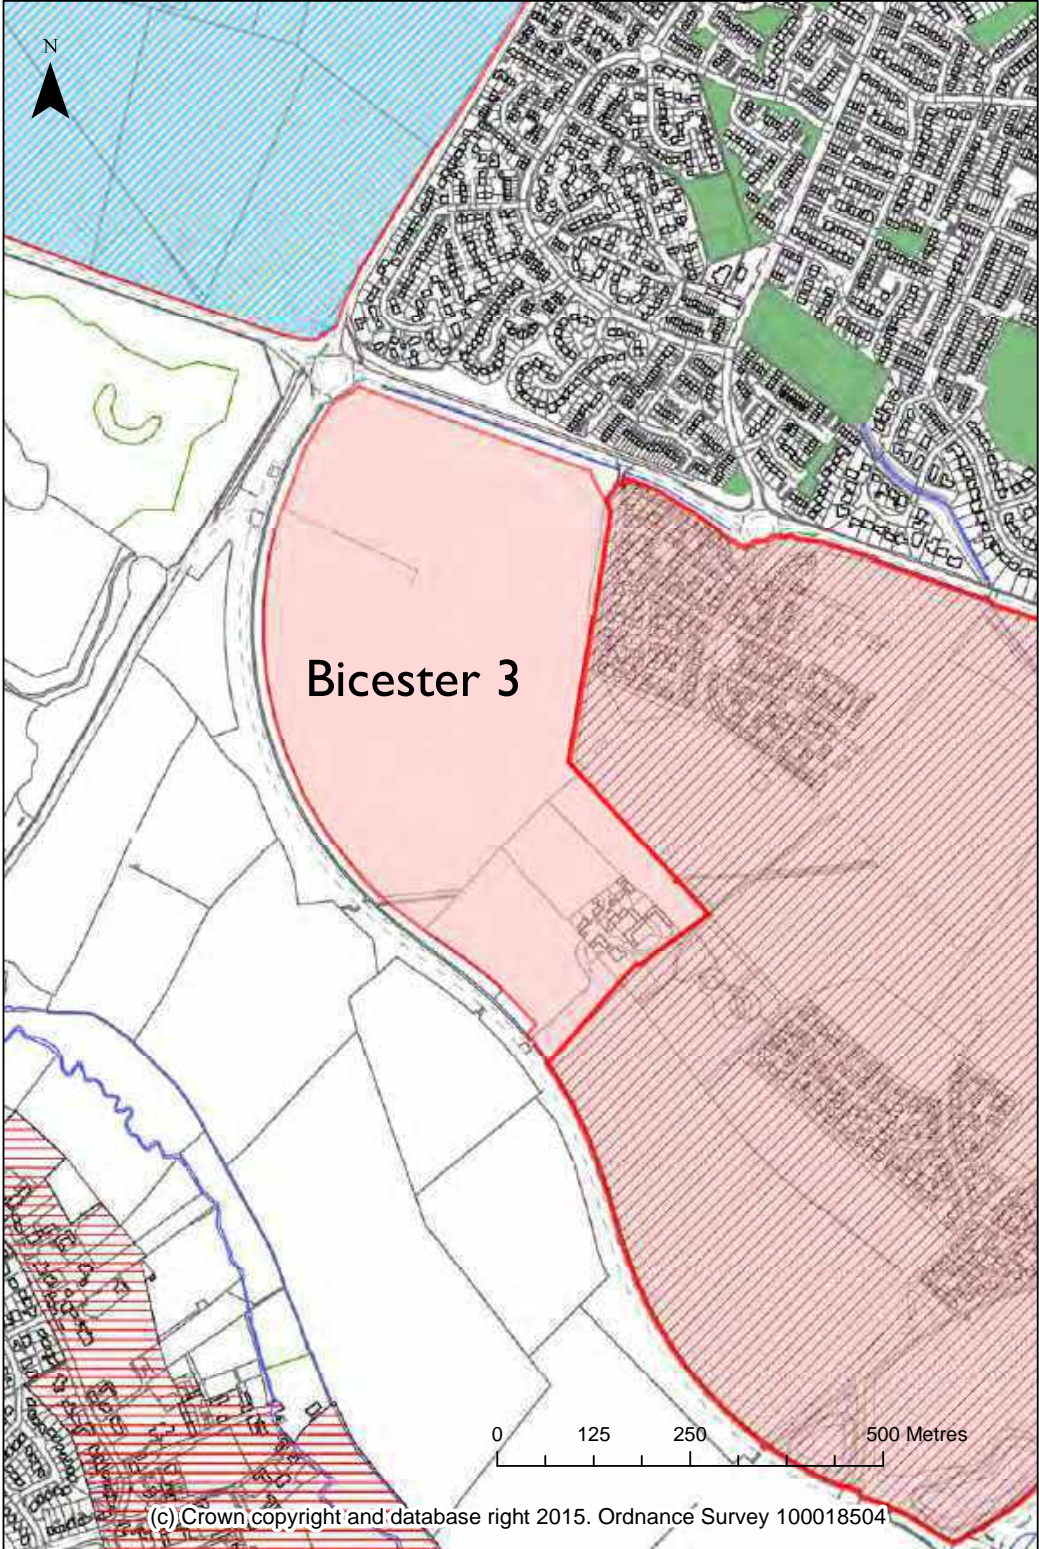 N
Bicester 3
0 125 250 500 Metres
(c) Crown copyright and database right 2015. Ordnance Survey 100018504